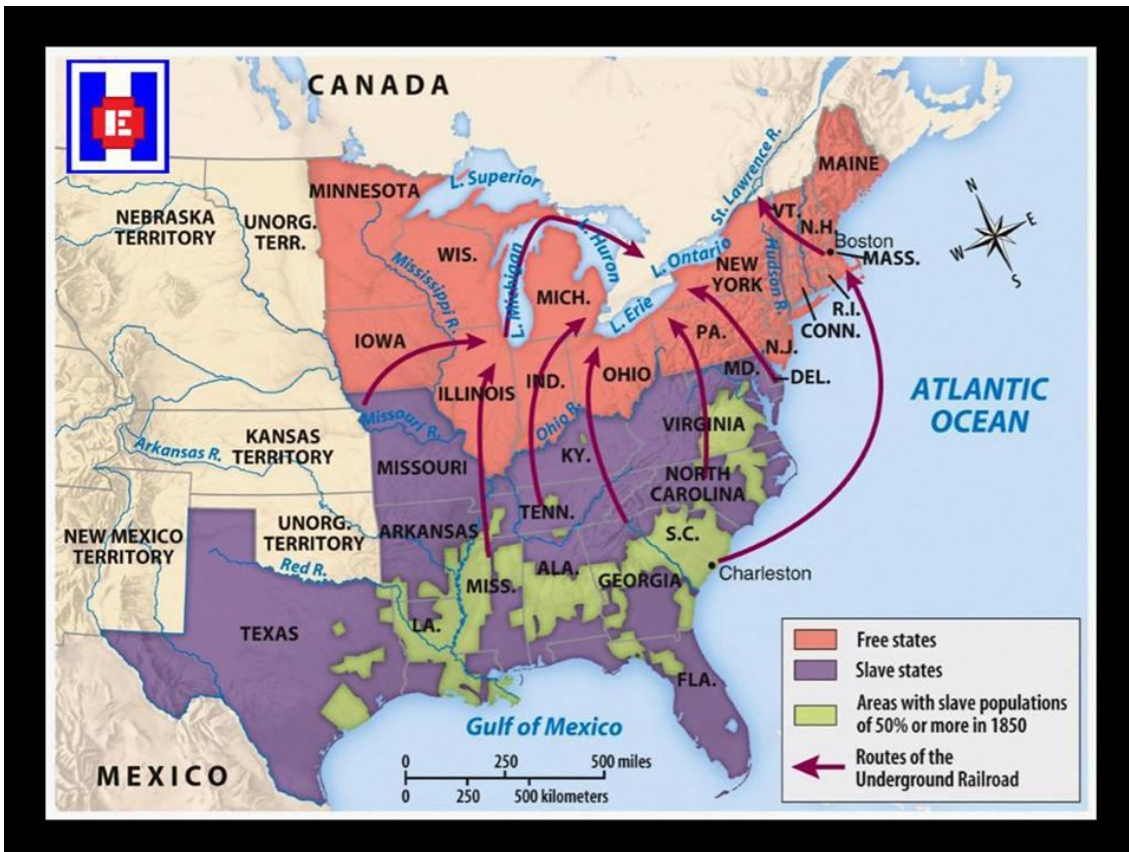 H
E
CANADA
MAINE
St. Lawrence R.
L. Superior
MINNESOTA
NEBRASKA
TERRITORY
UNORG.
TERR.
VT.
N.H.
Boston
MASS.
WIS.
Mississippi R.
L. Michigan
L. Huron
L. Ontario
NEW
YORK
Hudson R.
MICH.
L. Erie
R.I.
CONN.
IOWA
PA.
N.J.
ILLINOIS
IND.
OHIO
MD.
DEL.
ATLANTIC
OCEAN
Missouri R.
Ohio R.
VIRGINIA
Arkansas R.
KANSAS
TERRITORY
MISSOURI
KY.
NORTH
CAROLINA
NEW MEXICO
TERRITORY
UNORG.
TERRITORY
ARKANSAS
TENN.
S.C.
Red R.
MISS.
ALA.
GEORGIA
Charleston
TEXAS
LA.
FLA.
Gulf of Mexico
MEXICO
0 250 500 miles
0 250 500 kilometers
N
E
W
S
Free states
Slave states
Areas with slave populations
of 50% or more in 1850
Routes of the
Underground Railroad